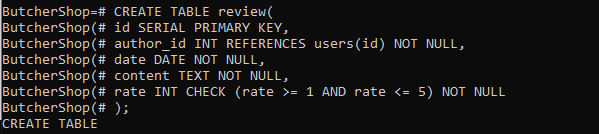 ButcherShop=# CREATE TABLE review(
ButcherShop(# id SERIAL PRIMARY KEY,
ButcherShop(# author_id INT REFERENCES users(id) NOT NULL,
ButcherShop(# date DATE NOT NULL,
ButcherShop(# content TEXT NOT NULL,
ButcherShop(# rate INT CHECK (rate >= 1 AND rate <= 5) NOT NULL
ButcherShop(# );
CREATE TABLE